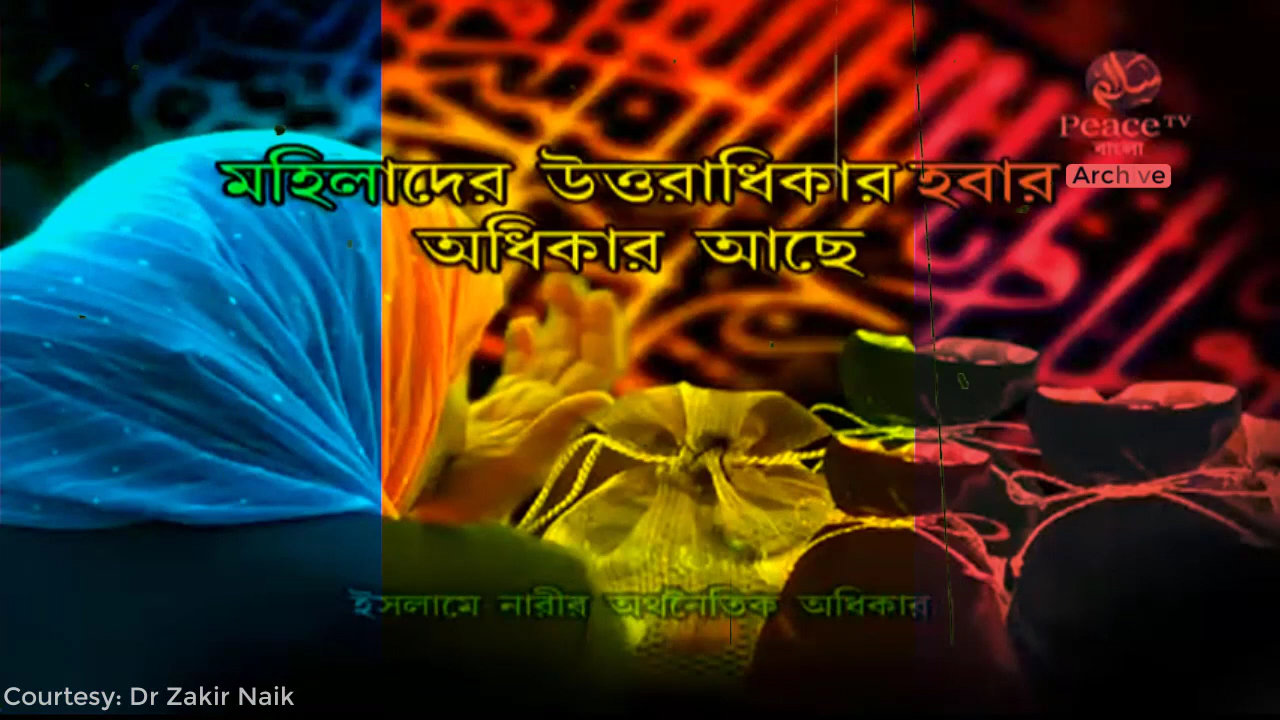 Peace TV
বাংলা
Archive
মহিলাদের উত্তরাধিকার হবার
অধিকার আছে
ইসলামে নারীর অর্থনৈতিক অধিকার
Courtesy: Dr Zakir Naik